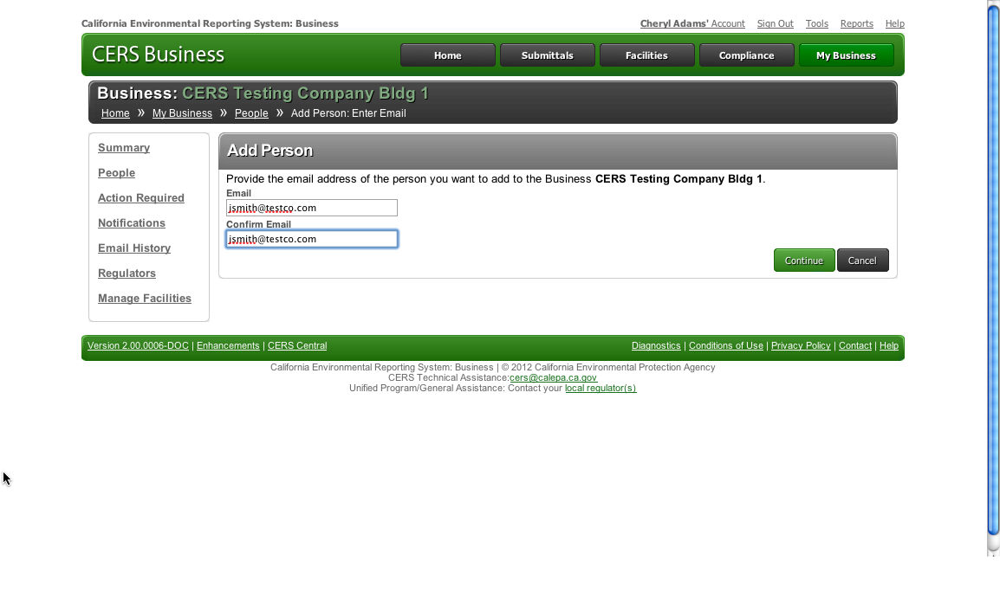 California Environmental Reporting System: Business
Cheryl Adams' Account Sign Out Tools Reports Help
CERS Business
Home Submittals Facilities Compliance My Business
Business: CERS Testing Company Bldg 1
Home » My Business » People » Add Person: Enter Email
Summary
People
Action Required
Notifications
Email History
Regulators
Manage Facilities
Add Person
Provide the email address of the person you want to add to the Business CERS Testing Company Bldg 1.
Email
jsmith@testco.com
Confirm Email
jsmith@testco.com
Continue Cancel
Version 2.00.0006-DOC | Enhancements | CERS Central
Diagnostics | Conditions of Use | Privacy Policy | Contact | Help
California Environmental Reporting System: Business | © 2012 California Environmental Protection Agency
CERS Technical Assistance:cers@calepa.ca.gov
Unified Program/General Assistance: Contact your local regulator(s)